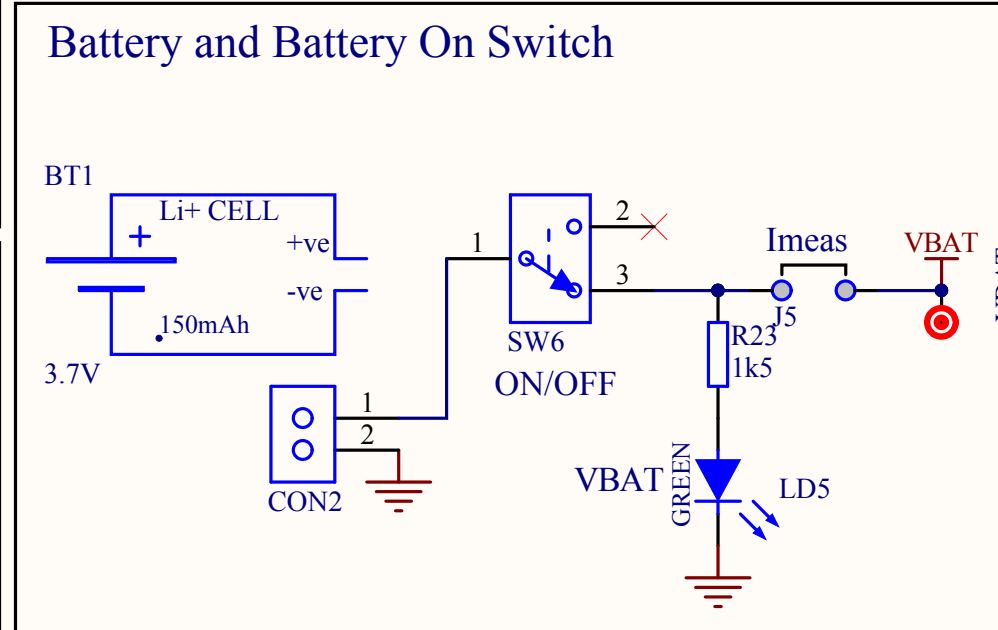 Battery and Battery On Switch
BT1
Li+ CELL
+ve
-ve
150mAh
3.7V
1
2
3
SW6
ON/OFF
Imeas
J5
VBAT
R23
1k5
1
2
CON2
VBAT
GREEN
LD5